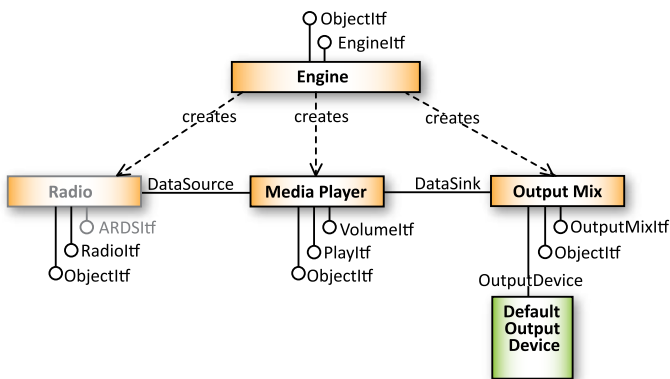 ObjectItf
EngineItf
Engine
creates
creates
creates
Radio
DataSource
Media Player
DataSink
Output Mix
ARDSItf
RadioItf
ObjectItf
VolumeItf
PlayItf
ObjectItf
OutputMixItf
ObjectItf
OutputDevice
Default
Output
Device